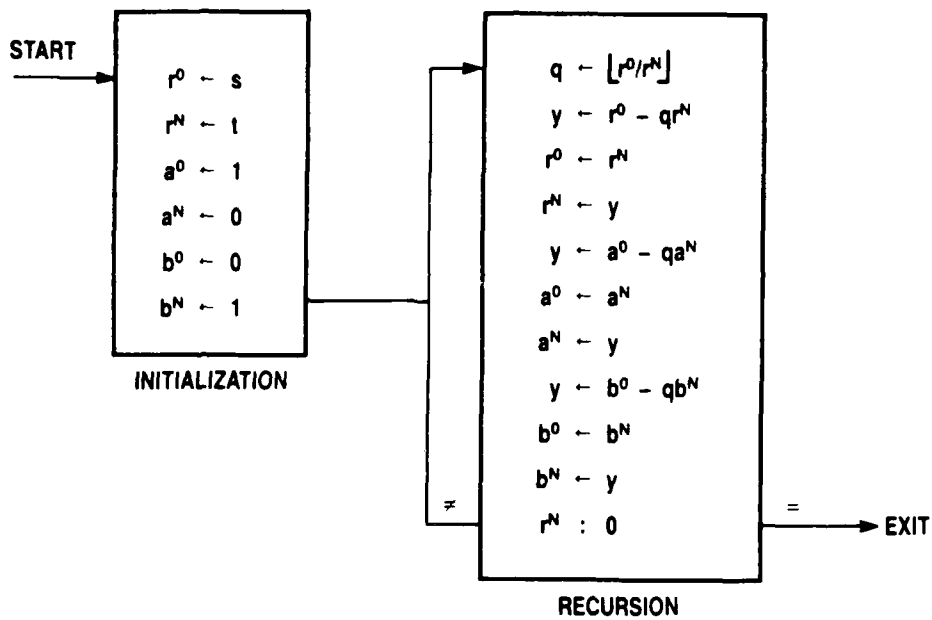 START
r⁰ ← s
rᴺ ← t
a⁰ ← 1
aᴺ ← 0
b⁰ ← 0
bᴺ ← 1
INITIALIZATION
q ← ⌊r⁰/rᴺ⌋
y ← r⁰ – qrᴺ
r⁰ ← rᴺ
rᴺ ← y
y ← a⁰ – qaᴺ
a⁰ ← aᴺ
aᴺ ← y
y ← b⁰ – qbᴺ
b⁰ ← bᴺ
bᴺ ← y
rᴺ : 0
≠
=
EXIT
RECURSION